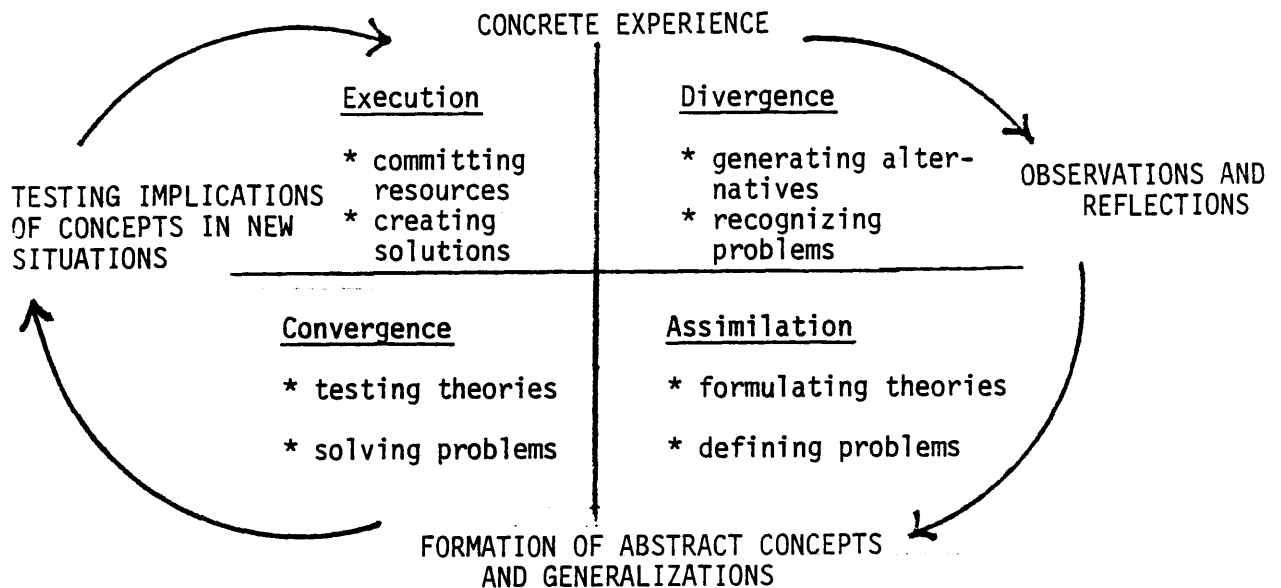 CONCRETE EXPERIENCE
Execution
* committing
resources
* creating
solutions
Divergence
* generating alter-
natives
* recognizing
problems
OBSERVATIONS AND
REFLECTIONS
TESTING IMPLICATIONS
OF CONCEPTS IN NEW
SITUATIONS
Convergence
* testing theories
* solving problems
Assimilation
* formulating theories
* defining problems
FORMATION OF ABSTRACT CONCEPTS
AND GENERALIZATIONS